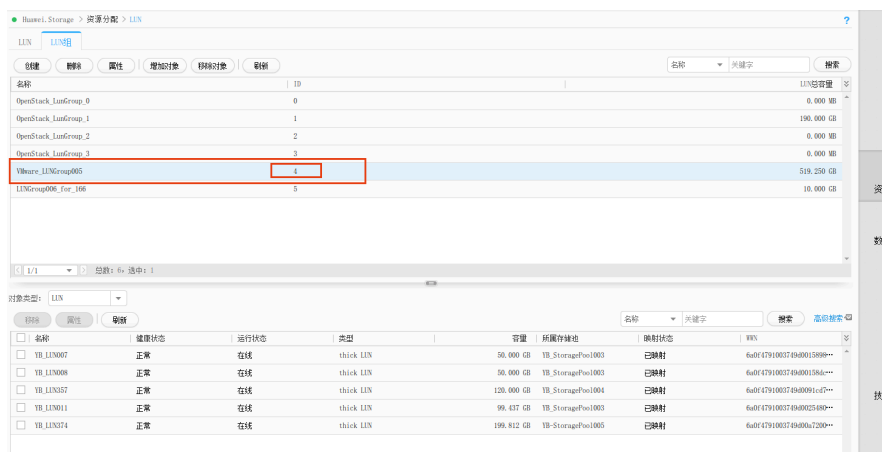 Huawei.Storage > 资源分配 > LUN ?
LUN LUN组
创建 删除 属性 增加对象 移除对象 刷新 名称 关键字 搜索
名称 ID LUN总容量
OpenStack_LunGroup_0 0 0.000 MB
OpenStack_LunGroup_1 1 190.000 GB
OpenStack_LunGroup_2 2 0.000 MB
OpenStack_LunGroup_3 3 0.000 MB
VMware_LUNGroup005 4 519.250 GB
LUNGroup006_for_166 5 10.000 GB
1/1 总数: 6, 选中: 1
对象类型: LUN
移除 属性 刷新 名称 关键字 搜索 高级搜索
名称 健康状态 运行状态 类型 容量 所属存储池 映射状态 WWN
YB_LUN007 正常 在线 thick LUN 50.000 GB YB_StoragePool003 已映射 6a0f4791003749d0015898···
YB_LUN008 正常 在线 thick LUN 50.000 GB YB_StoragePool003 已映射 6a0f4791003749d00158dc···
YB_LUN357 正常 在线 thick LUN 120.000 GB YB_StoragePool004 已映射 6a0f4791003749d0091cd7···
YB_LUN011 正常 在线 thick LUN 99.437 GB YB_StoragePool003 已映射 6a0f4791003749d0025480···
YB_LUN374 正常 在线 thick LUN 199.812 GB YB-StoragePool005 已映射 6a0f4791003749d00a7200···
资
数
技